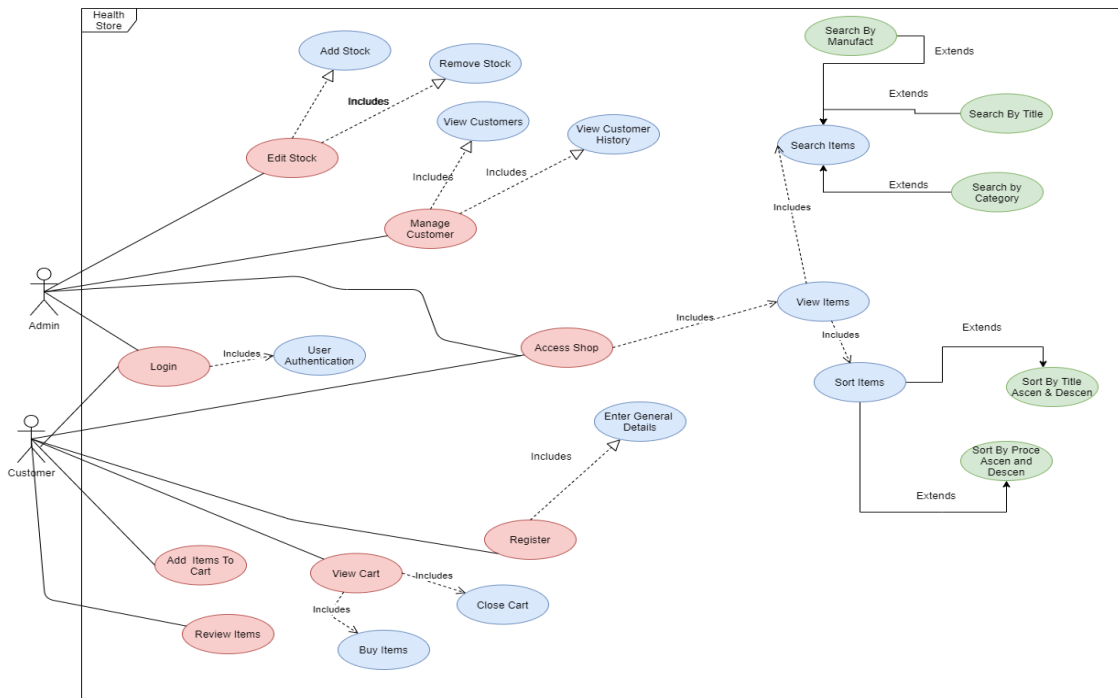 Health
Store
Add Stock
Remove Stock
Includes
View Customers
View Customer
History
Edit Stock
Includes
Includes
Manage
Customer
Search By
Manufact
Extends
Extends
Search By Title
Search Items
Extends
Search by
Category
Includes
Admin
View Items
Includes
Includes
Access Shop
Login
Includes
User
Authentication
Extends
Sort Items
Sort By Title
Ascen & Descen
Customer
Enter General
Details
Includes
Sort By Proce
Ascen and
Descen
Extends
Register
Add  Items To
Cart
View Cart
Includes
Close Cart
Includes
Review Items
Buy Items